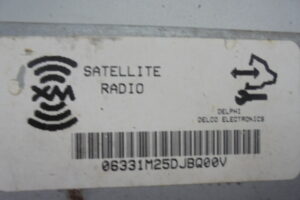 XM
SATELLITE
RADIO
DELPHI
DELCO ELECTRONICS
06331M25DJBQ00V